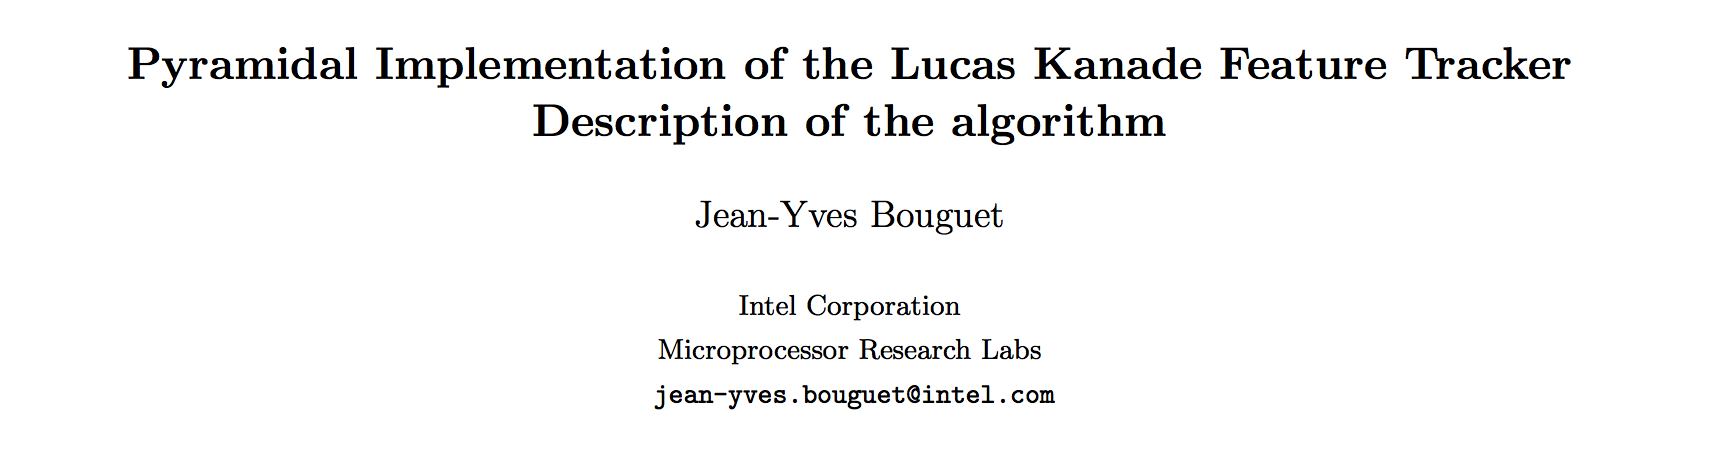 Pyramidal Implementation of the Lucas Kanade Feature Tracker
Description of the algorithm
Jean-Yves Bouguet
Intel Corporation
Microprocessor Research Labs
jean-yves.bouguet@intel.com